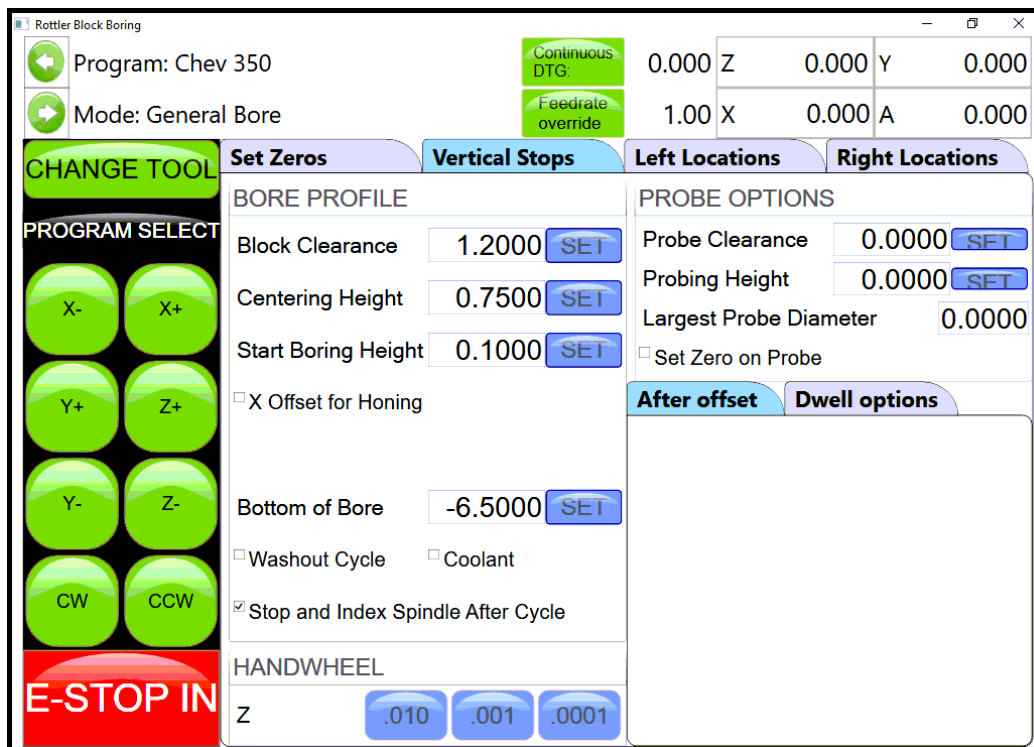 Rottler Block Boring
Program: Chev 350
Continuous DTG: 0.000 Z 0.000 Y 0.000
Mode: General Bore
Feedrate override 1.00 X 0.000 A 0.000
CHANGE TOOL
PROGRAM SELECT
X- X+
Y+ Z+
Y- Z-
CW CCW
E-STOP IN
Set Zeros Vertical Stops Left Locations Right Locations
BORE PROFILE
Block Clearance 1.2000 SET
Centering Height 0.7500 SET
Start Boring Height 0.1000 SET
X Offset for Honing
Bottom of Bore -6.5000 SET
Washout Cycle Coolant
Stop and Index Spindle After Cycle
HANDWHEEL
Z .010 .001 .0001
PROBE OPTIONS
Probe Clearance 0.0000 SET
Probing Height 0.0000 SET
Largest Probe Diameter 0.0000
Set Zero on Probe
After offset Dwell options